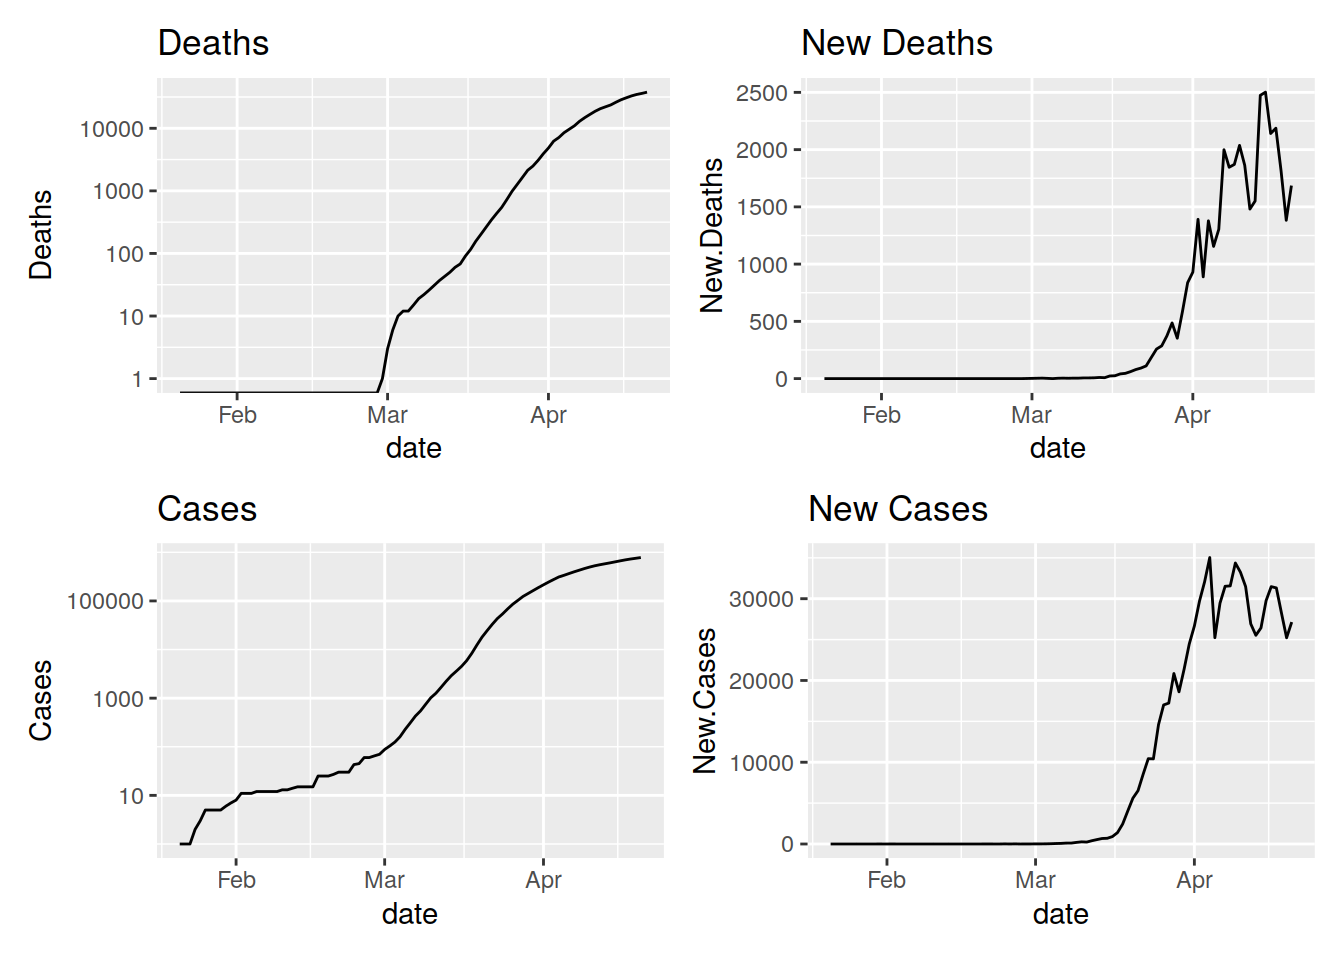 Deaths
Deaths
10000
1000
100
10
1
Feb Mar Apr
date
New Deaths
New.Deaths
2500
2000
1500
1000
500
0
Feb Mar Apr
date
Cases
Cases
100000
1000
10
Feb Mar Apr
date
New Cases
New.Cases
30000
20000
10000
0
Feb Mar Apr
date